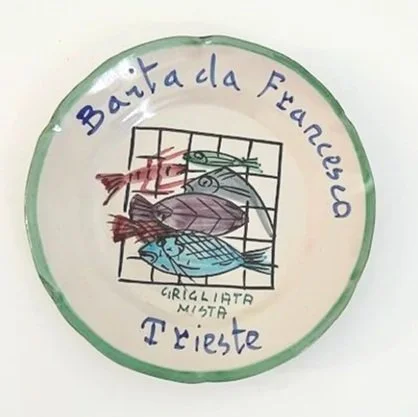 Baita da Francesco
GRIGLIATA
MISTA
Trieste